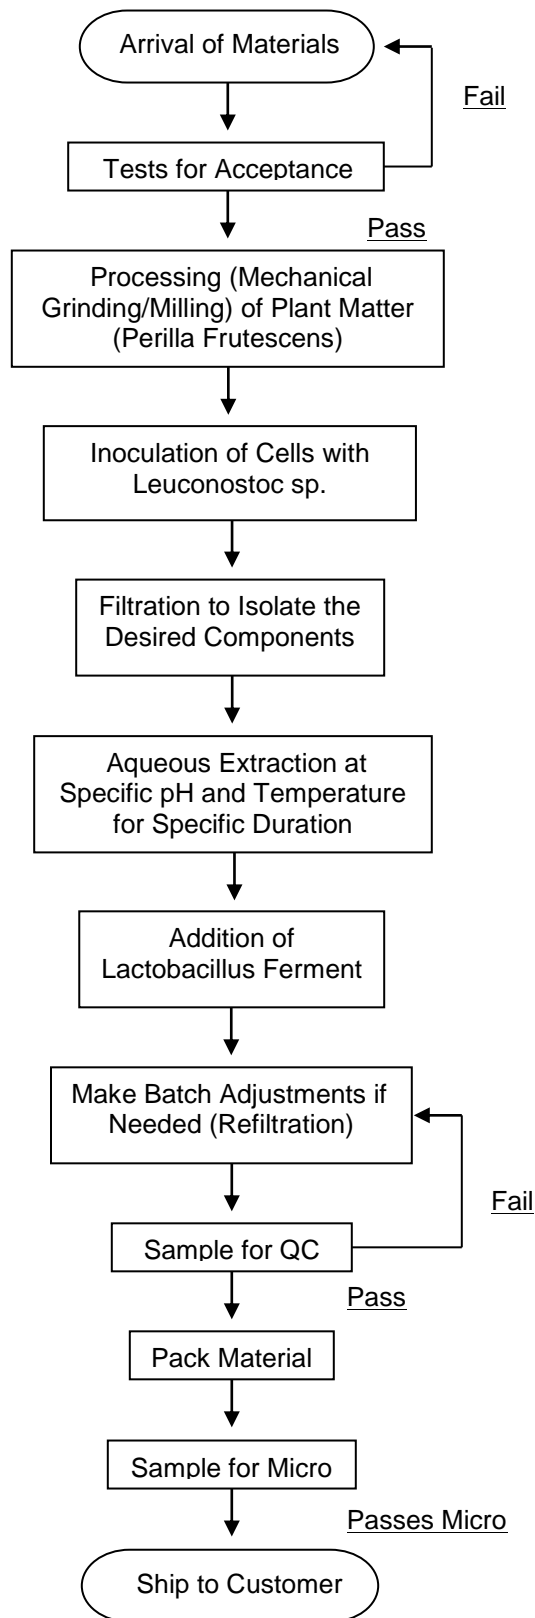 Arrival of Materials
Fail
Tests for Acceptance
Pass
Processing (Mechanical
Grinding/Milling) of Plant Matter
(Perilla Frutescens)
Inoculation of Cells with
Leuconostoc sp.
Filtration to Isolate the
Desired Components
Aqueous Extraction at
Specific pH and Temperature
for Specific Duration
Addition of
Lactobacillus Ferment
Make Batch Adjustments if
Needed (Refiltration)
Fail
Sample for QC
Pass
Pack Material
Sample for Micro
Passes Micro
Ship to Customer